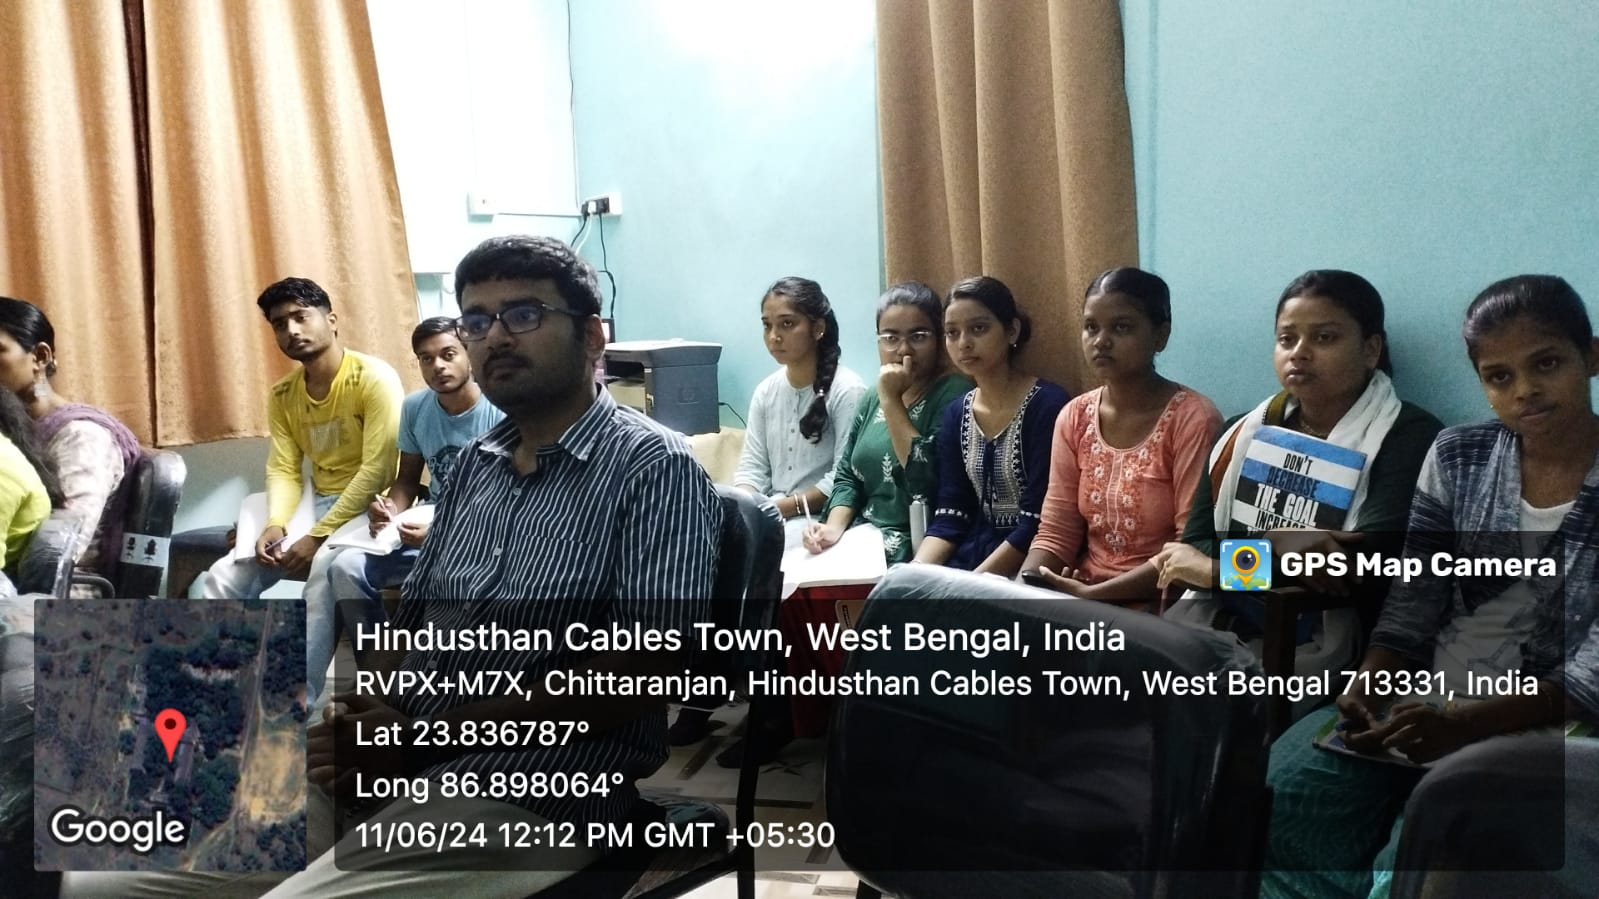 DON'T
DECREASE
THE GOAL
INCREASE
GPS Map Camera
Hindusthan Cables Town, West Bengal, India
RVPX+M7X, Chittaranjan, Hindusthan Cables Town, West Bengal 713331, India
Lat 23.836787°
Long 86.898064°
11/06/24 12:12 PM GMT +05:30
Google